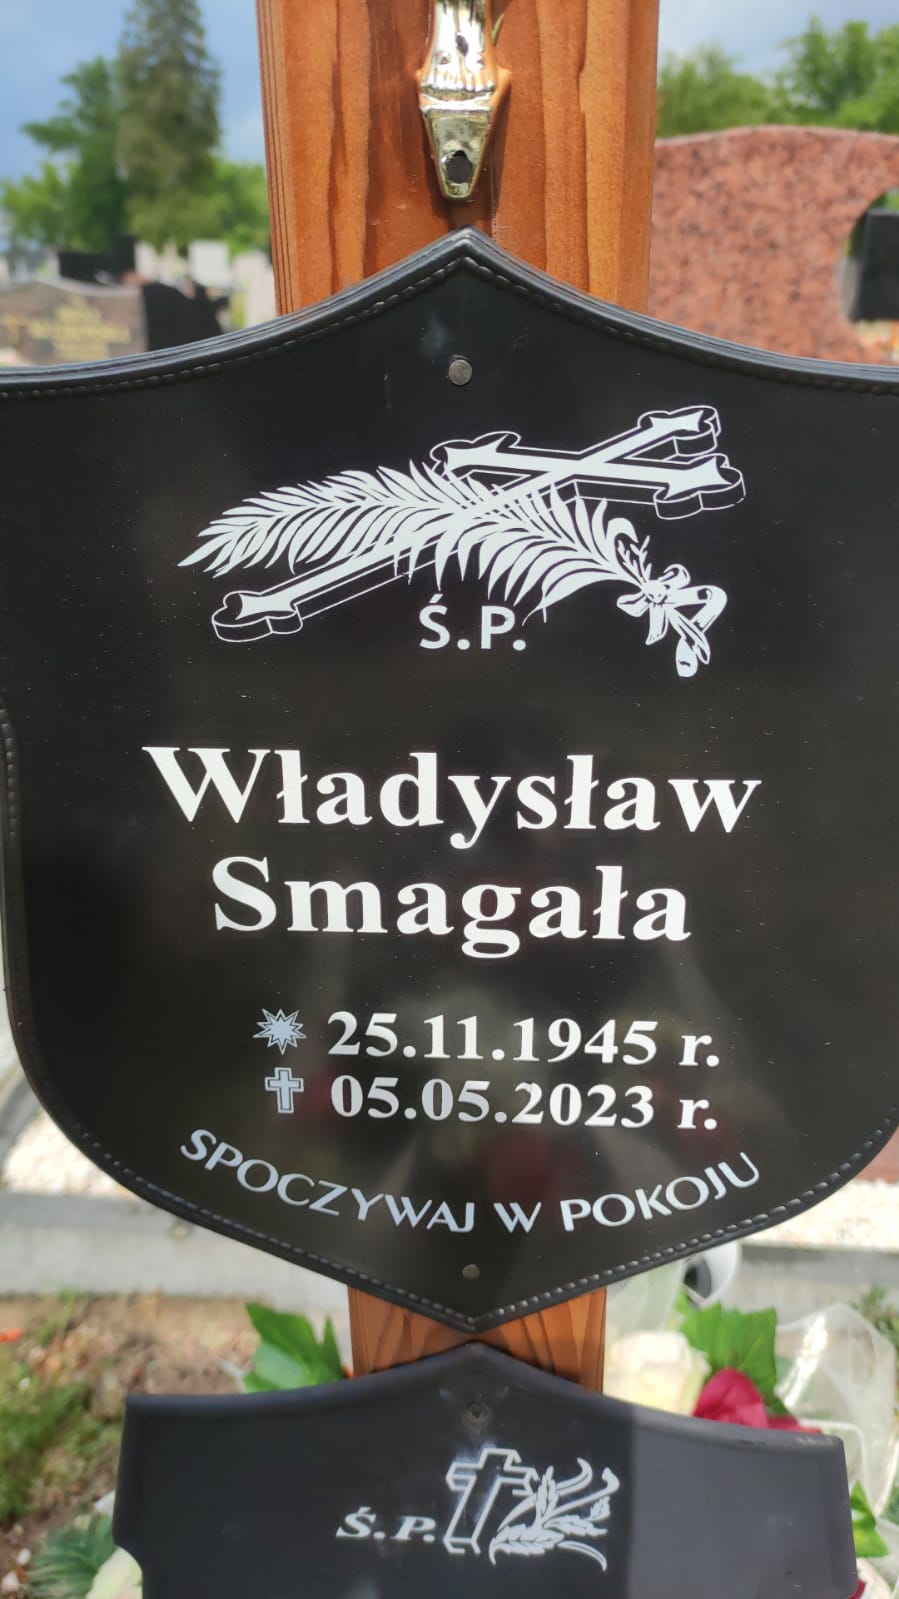 Ś.P.
Władysław
Smagała
25.11.1945 r.
05.05.2023 r.
SPOCZYWAJ W POKOJU
Ś.P.